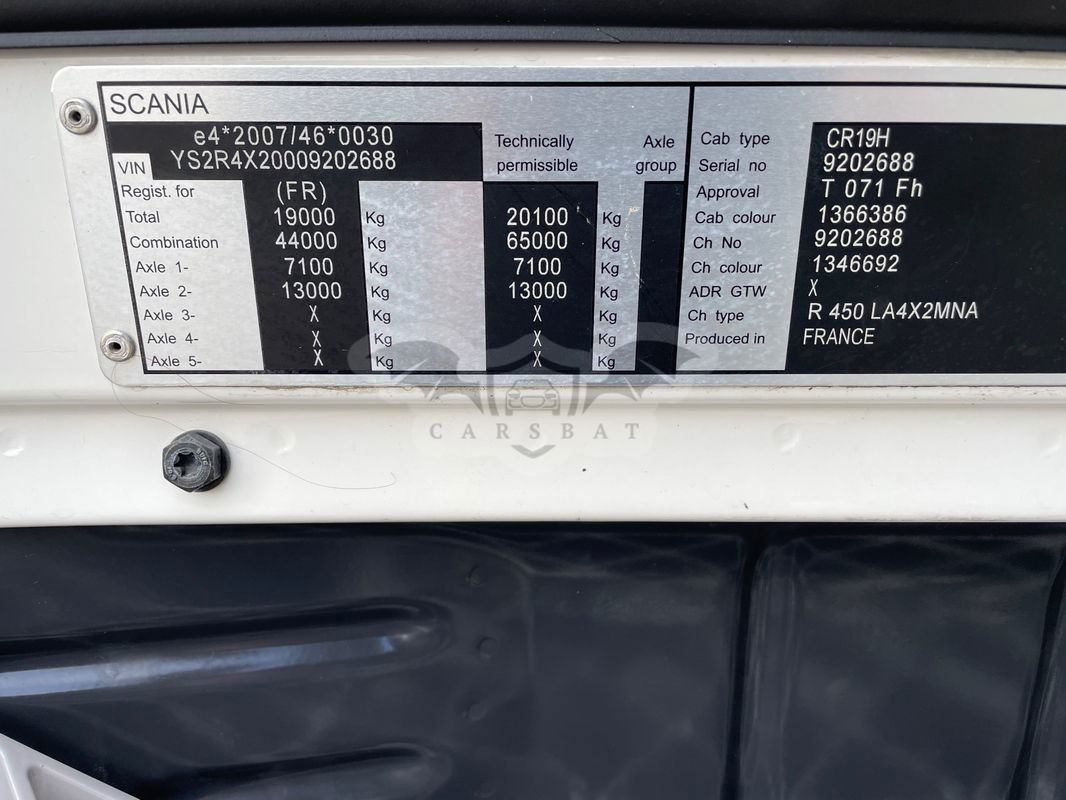 SCANIA
e4*2007/46*0030
VIN YS2R4X20009202688
Technically permissible
Axle group
Regist. for (FR)
Total 19000 Kg 20100 Kg
Combination 44000 Kg 65000 Kg
Axle 1- 7100 Kg 7100 Kg
Axle 2- 13000 Kg 13000 Kg
Axle 3- X Kg X Kg
Axle 4- X Kg X Kg
Axle 5- X Kg X Kg
Cab type CR19H
Serial no 9202688
Approval T 071 Fh
Cab colour 1366386
Ch No 9202688
Ch colour 1346692
ADR GTW X
Ch type R 450 LA4X2MNA
Produced in FRANCE
CARSBAT